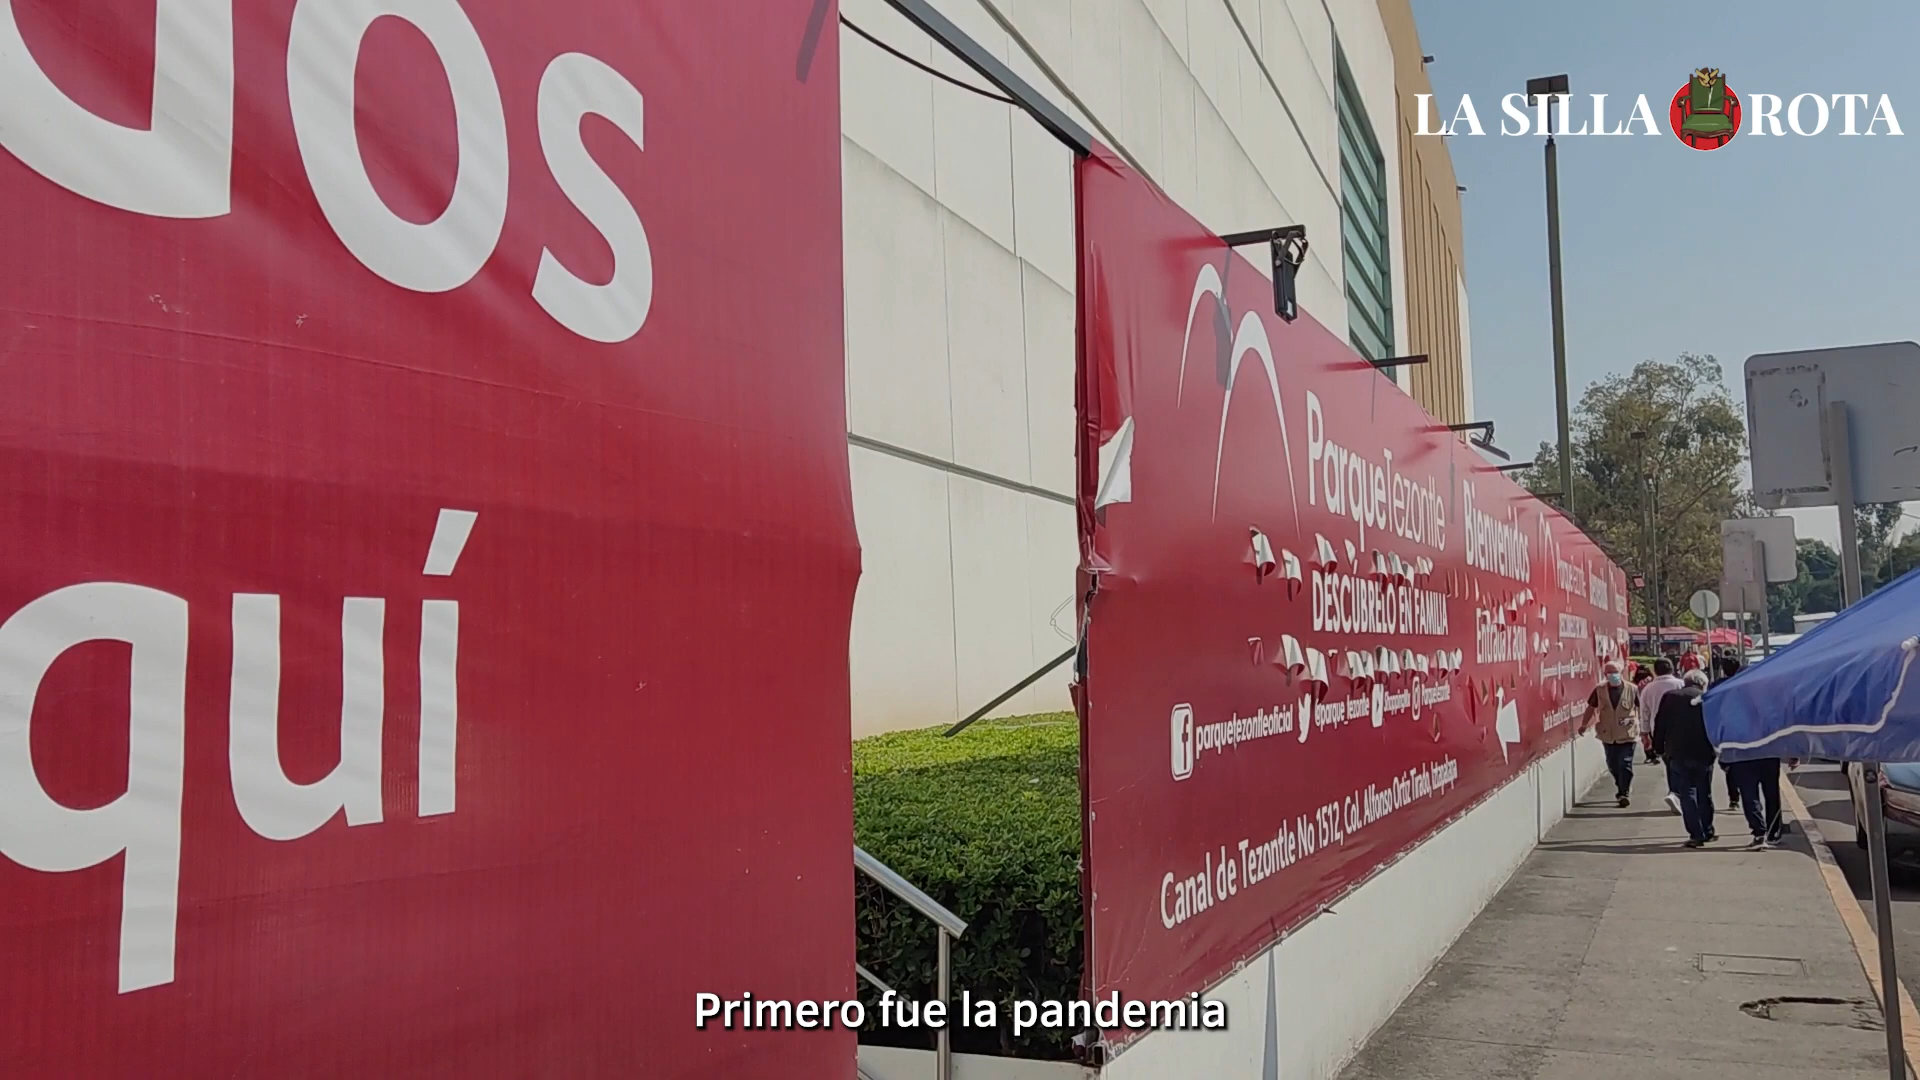 LA SILLA ROTA
dos
quí
ParqueTezontle
DESCÚBRELO EN FAMILIA
parquetezontleoficial @parque_tezontle
Canal de Tezontle No 1512, Col. Alfonso Ortiz Tirado, Iztapalapa
Bienvenidos
Entrada x aquí
Primero fue la pandemia